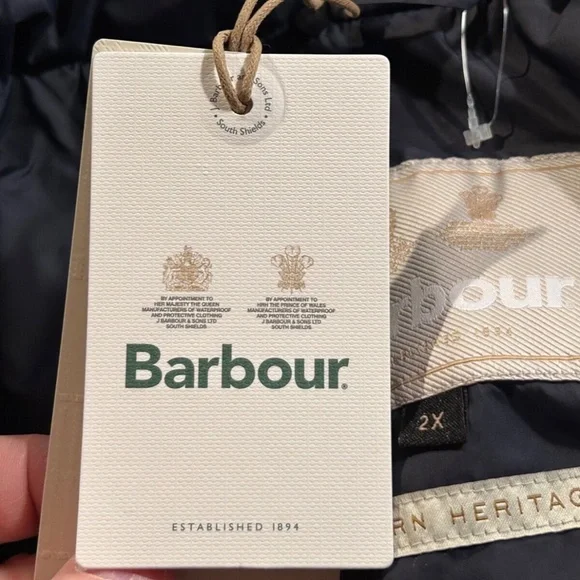 J Barbour & Sons Ltd
• South Shields •
BY APPOINTMENT TO
HER MAJESTY THE QUEEN
MANUFACTURERS OF WATERPROOF
AND PROTECTIVE CLOTHING
J BARBOUR & SONS LTD
SOUTH SHIELDS
BY APPOINTMENT TO
HRH THE PRINCE OF WALES
MANUFACTURERS OF WATERPROOF
AND PROTECTIVE CLOTHING
J BARBOUR & SONS LTD
SOUTH SHIELDS
Barbour®
ESTABLISHED 1894
rbour
2X
RN HERITAG